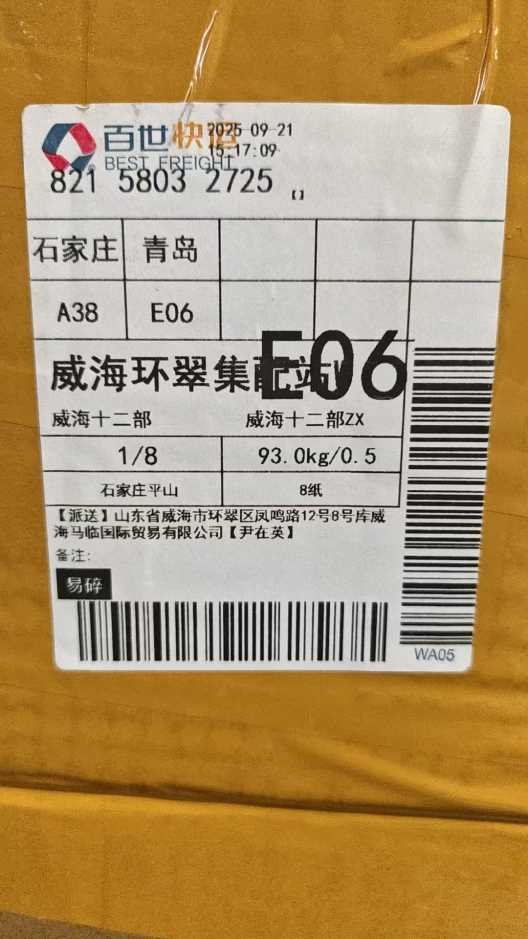 百世快运
2025-09-21
15:17:09
BEST FREIGHT
821 5803 2725
【】
石家庄 青岛
A38 E06
E06
威海环翠集配站
威海十二部 威海十二部ZX
1/8 93.0kg/0.5
石家庄平山 8纸
【派送】山东省威海市环翠区凤鸣路12号8号库威
海马临国际贸易有限公司【尹在英】
备注:
易碎
WA05